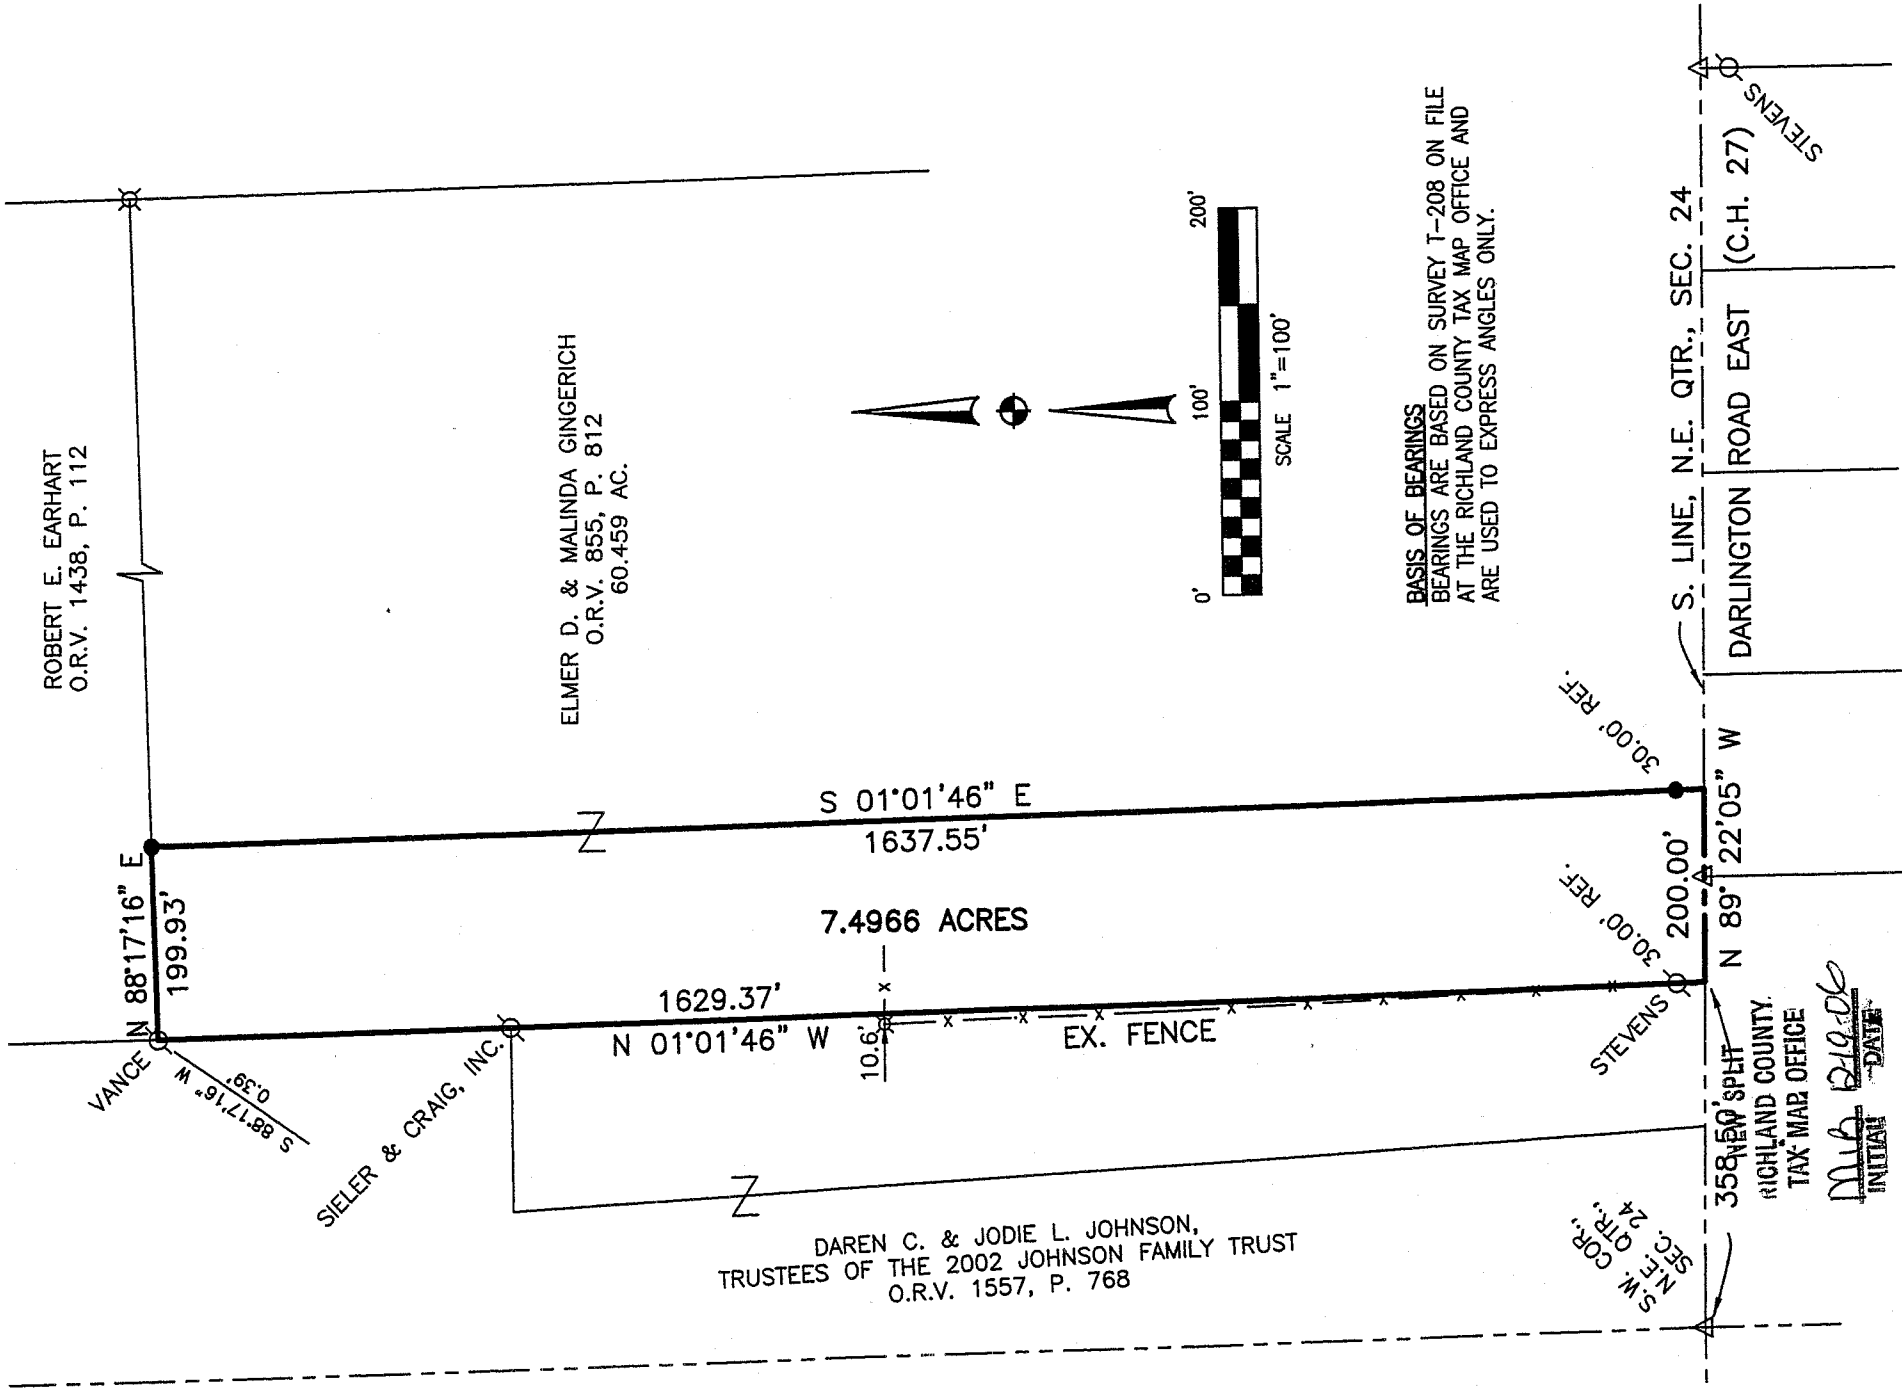 ROBERT E. EARHART
O.R.V. 1438, P. 112
N 88°17'16" E
199.93'
VANCE
S 88°17'16" W
0.39'
SIELER & CRAIG, INC.
ELMER D. & MALINDA GINGERICH
O.R.V. 855, P. 812
60.459 AC.
S 01°01'46" E
1637.55'
7.4966 ACRES
1629.37'
N 01°01'46" W
10.6'
EX. FENCE
DAREN C. & JODIE L. JOHNSON,
TRUSTEES OF THE 2002 JOHNSON FAMILY TRUST
O.R.V. 1557, P. 768
0' 100' 200'
SCALE 1"=100'
BASIS OF BEARINGS
BEARINGS ARE BASED ON SURVEY T-208 ON FILE
AT THE RICHLAND COUNTY TAX MAP OFFICE AND
ARE USED TO EXPRESS ANGLES ONLY.
30.00' REF.
30.00' REF.
STEVENS
S.W. COR.,
N.E. QTR.,
SEC. 24
S. LINE, N.E. QTR., SEC. 24
200.00'
N 89° 22'05" W
358.50'
DARLINGTON ROAD EAST (C.H. 27)
STEVENS
NEW SPLIT
RICHLAND COUNTY
TAX MAP OFFICE
12-19-06
INITIAL DATE